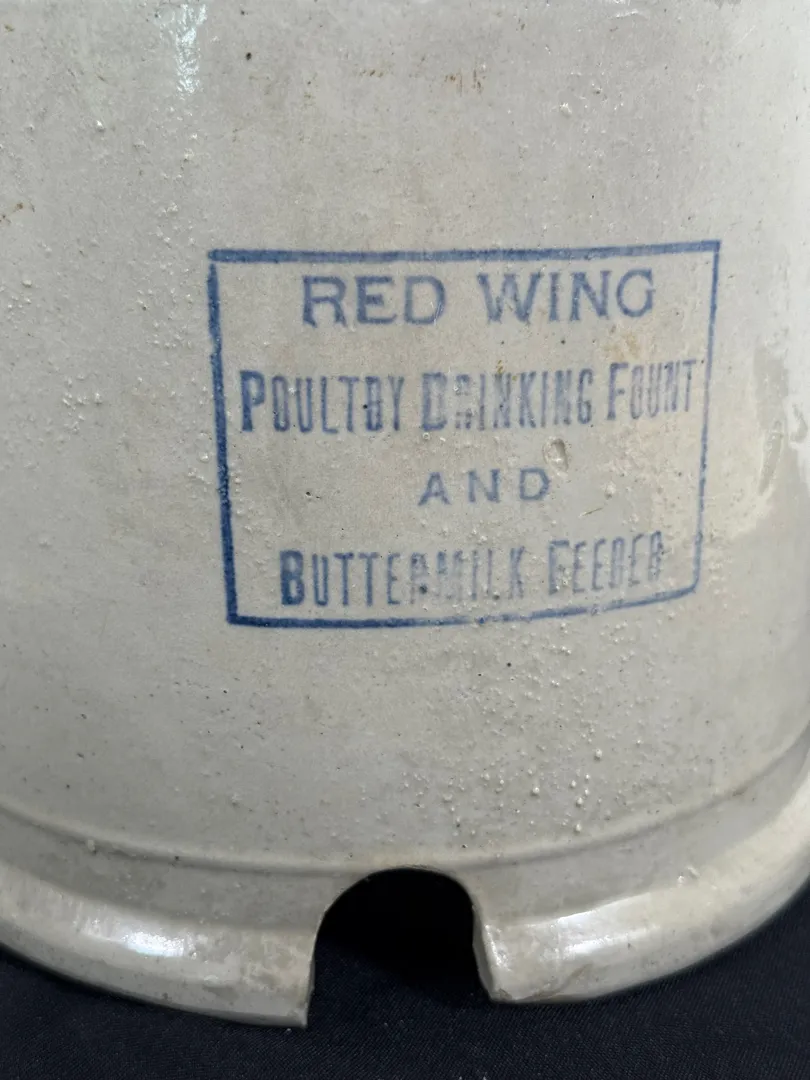 RED WING
POULTRY DRINKING FOUNT
AND
BUTTERMILK FEEDER